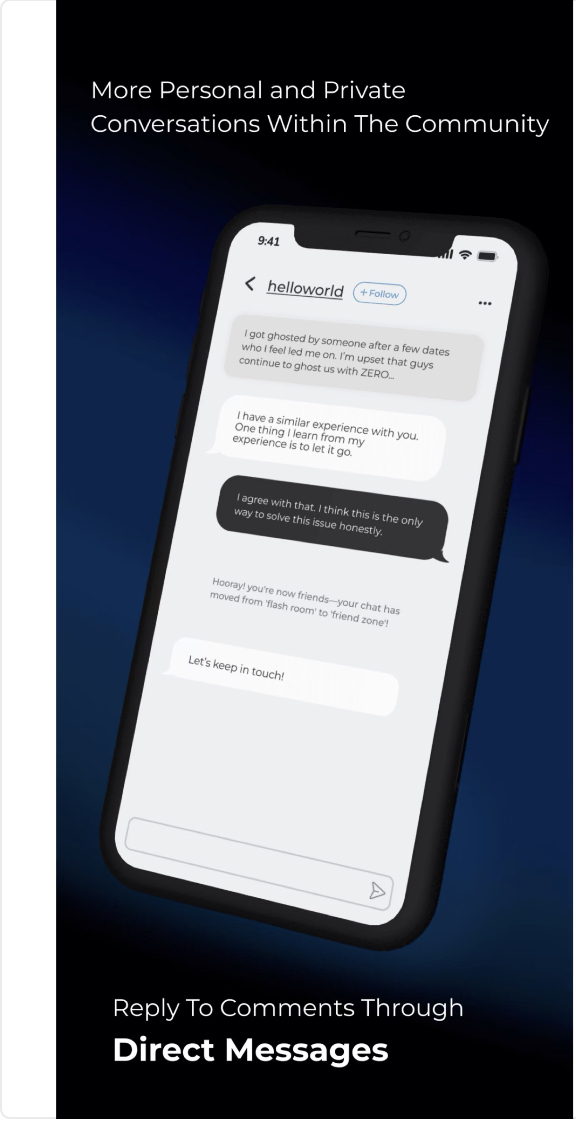 More Personal and Private
Conversations Within The Community
9:41
helloworld
+Follow
I got ghosted by someone after a few dates
who I feel led me on. I'm upset that guys
continue to ghost us with ZERO...
I have a similar experience with you.
One thing I learn from my
experience is to let it go.
I agree with that. I think this is the only
way to solve this issue honestly.
Hooray! you're now friends—your chat has
moved from 'flash room' to 'friend zone'!
Let's keep in touch!
Reply To Comments Through
Direct Messages